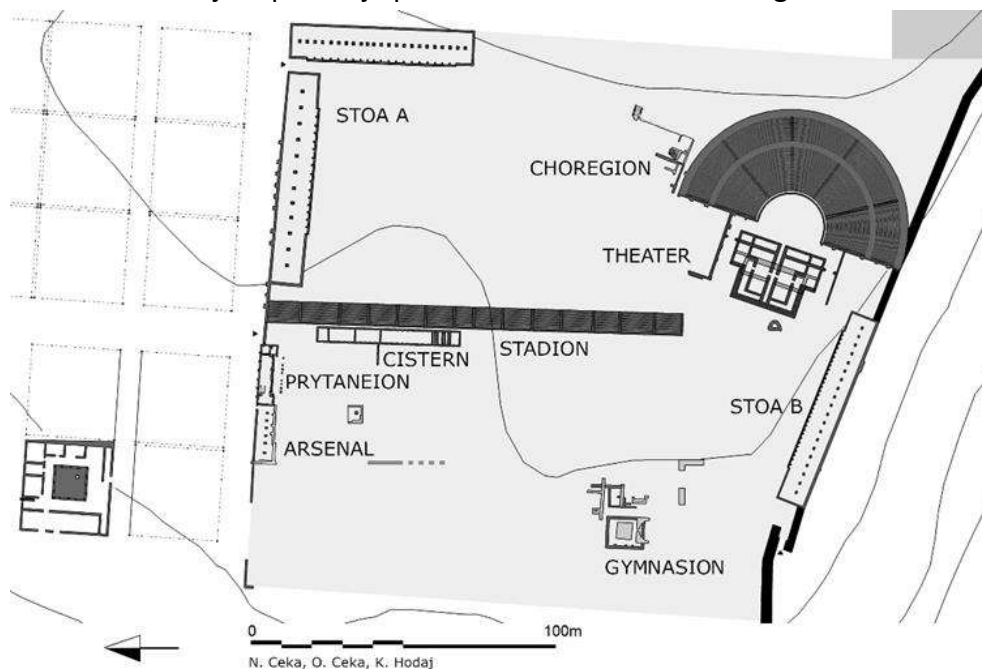 STOA A
CHOREGION
THEATER
CISTERN
STADION
PRYTANEION
STOA B
ARSENAL
GYMNASION
0 100m
N. Ceka, O. Ceka, K. Hodaj